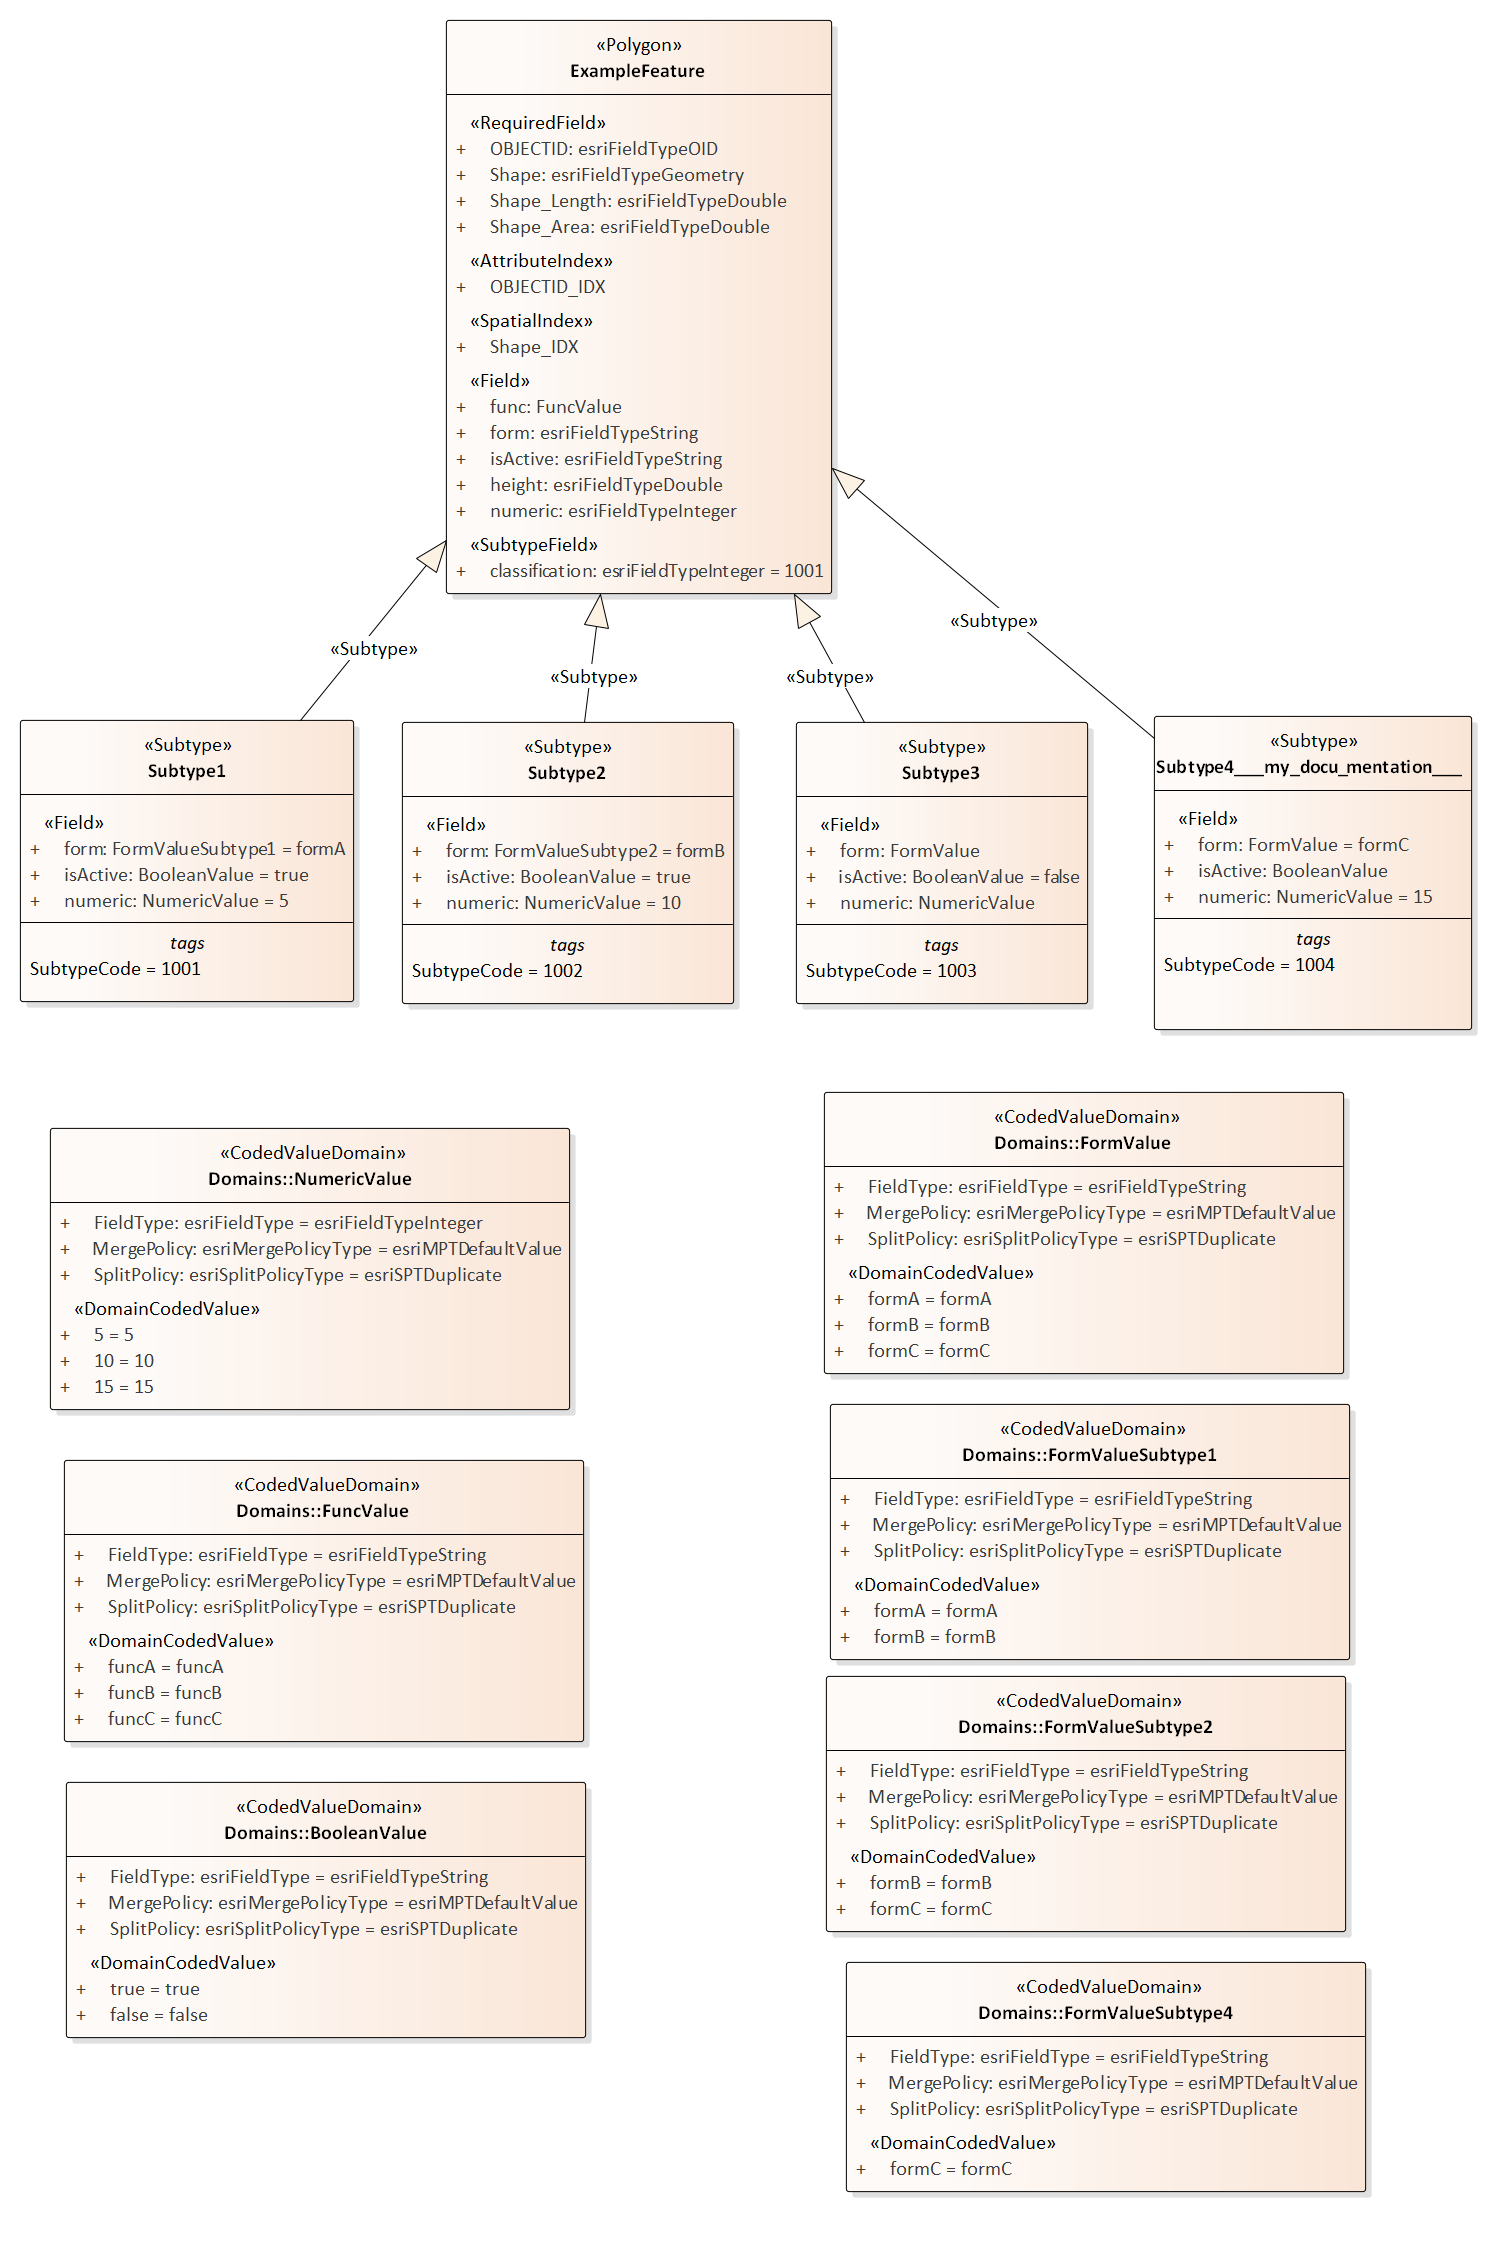 «Polygon»
ExampleFeature
«RequiredField»
+ OBJECTID: esriFieldTypeOID
+ Shape: esriFieldTypeGeometry
+ Shape_Length: esriFieldTypeDouble
+ Shape_Area: esriFieldTypeDouble
«AttributeIndex»
+ OBJECTID_IDX
«SpatialIndex»
+ Shape_IDX
«Field»
+ func: FuncValue
+ form: esriFieldTypeString
+ isActive: esriFieldTypeString
+ height: esriFieldTypeDouble
+ numeric: esriFieldTypeInteger
«SubtypeField»
+ classification: esriFieldTypeInteger = 1001
«Subtype»
«Subtype»
«Subtype»
«Subtype»
«Subtype»
Subtype1
«Field»
+ form: FormValueSubtype1 = formA
+ isActive: BooleanValue = true
+ numeric: NumericValue = 5
tags
SubtypeCode = 1001
«Subtype»
Subtype2
«Field»
+ form: FormValueSubtype2 = formB
+ isActive: BooleanValue = true
+ numeric: NumericValue = 10
tags
SubtypeCode = 1002
«Subtype»
Subtype3
«Field»
+ form: FormValue
+ isActive: BooleanValue = false
+ numeric: NumericValue
tags
SubtypeCode = 1003
«Subtype»
Subtype4___my_docu_mentation___
«Field»
+ form: FormValue = formC
+ isActive: BooleanValue
+ numeric: NumericValue = 15
tags
SubtypeCode = 1004
«CodedValueDomain»
Domains::NumericValue
+ FieldType: esriFieldType = esriFieldTypeInteger
+ MergePolicy: esriMergePolicyType = esriMPTDefaultValue
+ SplitPolicy: esriSplitPolicyType = esriSPTDuplicate
«DomainCodedValue»
+ 5 = 5
+ 10 = 10
+ 15 = 15
«CodedValueDomain»
Domains::FuncValue
+ FieldType: esriFieldType = esriFieldTypeString
+ MergePolicy: esriMergePolicyType = esriMPTDefaultValue
+ SplitPolicy: esriSplitPolicyType = esriSPTDuplicate
«DomainCodedValue»
+ funcA = funcA
+ funcB = funcB
+ funcC = funcC
«CodedValueDomain»
Domains::BooleanValue
+ FieldType: esriFieldType = esriFieldTypeString
+ MergePolicy: esriMergePolicyType = esriMPTDefaultValue
+ SplitPolicy: esriSplitPolicyType = esriSPTDuplicate
«DomainCodedValue»
+ true = true
+ false = false
«CodedValueDomain»
Domains::FormValue
+ FieldType: esriFieldType = esriFieldTypeString
+ MergePolicy: esriMergePolicyType = esriMPTDefaultValue
+ SplitPolicy: esriSplitPolicyType = esriSPTDuplicate
«DomainCodedValue»
+ formA = formA
+ formB = formB
+ formC = formC
«CodedValueDomain»
Domains::FormValueSubtype1
+ FieldType: esriFieldType = esriFieldTypeString
+ MergePolicy: esriMergePolicyType = esriMPTDefaultValue
+ SplitPolicy: esriSplitPolicyType = esriSPTDuplicate
«DomainCodedValue»
+ formA = formA
+ formB = formB
«CodedValueDomain»
Domains::FormValueSubtype2
+ FieldType: esriFieldType = esriFieldTypeString
+ MergePolicy: esriMergePolicyType = esriMPTDefaultValue
+ SplitPolicy: esriSplitPolicyType = esriSPTDuplicate
«DomainCodedValue»
+ formB = formB
+ formC = formC
«CodedValueDomain»
Domains::FormValueSubtype4
+ FieldType: esriFieldType = esriFieldTypeString
+ MergePolicy: esriMergePolicyType = esriMPTDefaultValue
+ SplitPolicy: esriSplitPolicyType = esriSPTDuplicate
«DomainCodedValue»
+ formC = formC